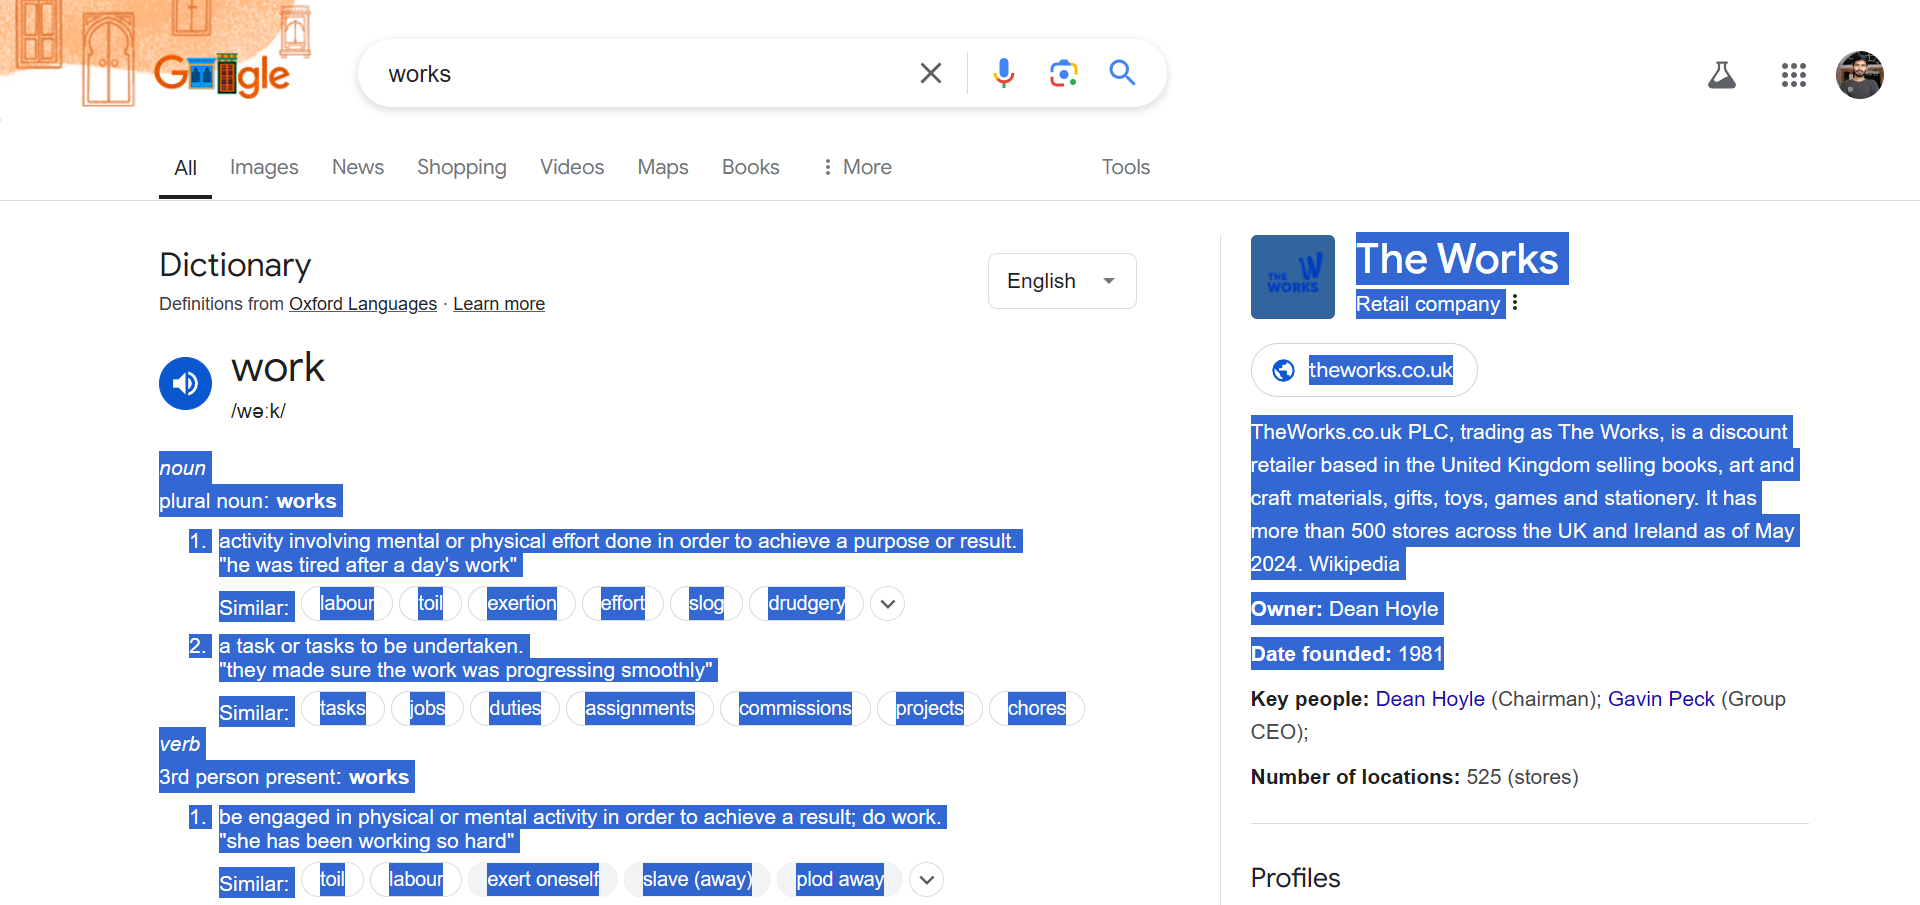 Google
works
All Images News Shopping Videos Maps Books More Tools
Dictionary
English
Definitions from Oxford Languages · Learn more
work
/wəːk/
noun
plural noun: works
1. activity involving mental or physical effort done in order to achieve a purpose or result.
"he was tired after a day's work"
Similar: labour toil exertion effort slog drudgery
2. a task or tasks to be undertaken.
"they made sure the work was progressing smoothly"
Similar: tasks jobs duties assignments commissions projects chores
verb
3rd person present: works
1. be engaged in physical or mental activity in order to achieve a result; do work.
"she has been working so hard"
Similar: toil labour exert oneself slave (away) plod away
THE W
WORKS
The Works
Retail company
theworks.co.uk
TheWorks.co.uk PLC, trading as The Works, is a discount
retailer based in the United Kingdom selling books, art and
craft materials, gifts, toys, games and stationery. It has
more than 500 stores across the UK and Ireland as of May
2024. Wikipedia
Owner: Dean Hoyle
Date founded: 1981
Key people: Dean Hoyle (Chairman); Gavin Peck (Group
CEO);
Number of locations: 525 (stores)
Profiles